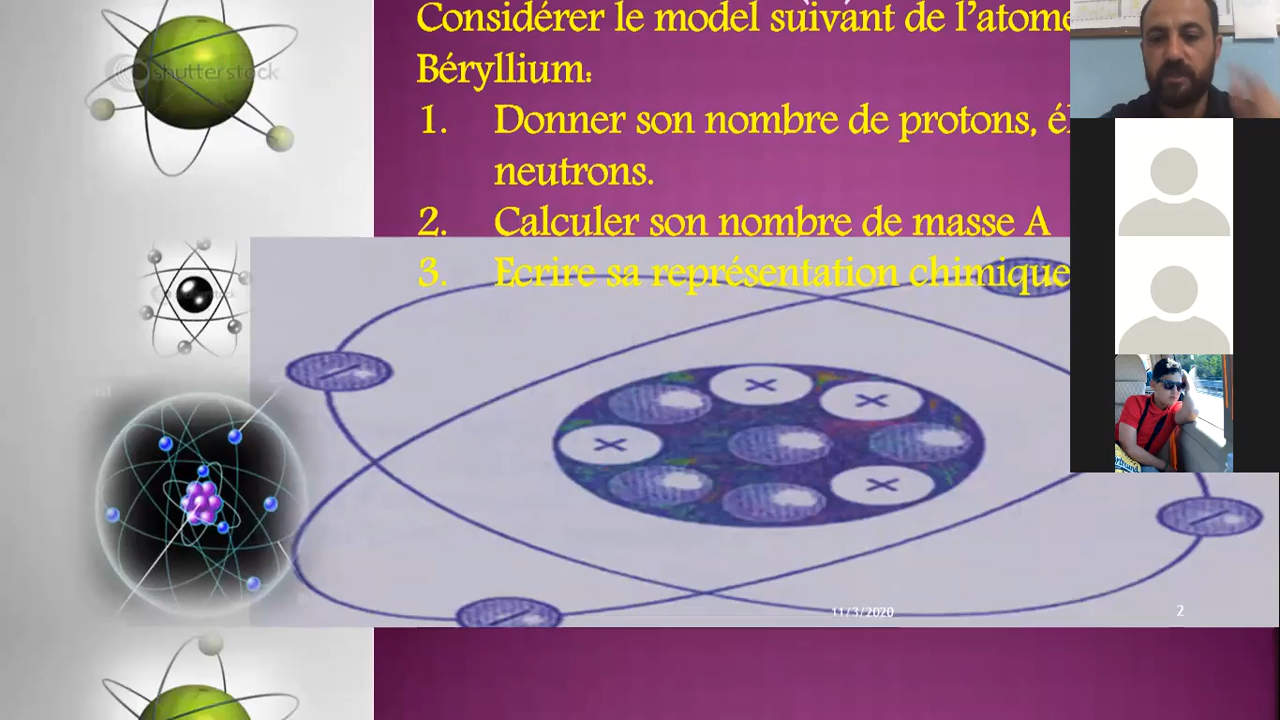 Considérer le model suivant de l'atome
Béryllium:
1. Donner son nombre de protons, él
neutrons.
2. Calculer son nombre de masse A
3. Ecrire sa représentation chimique
shutterstock
11/3/2020
2